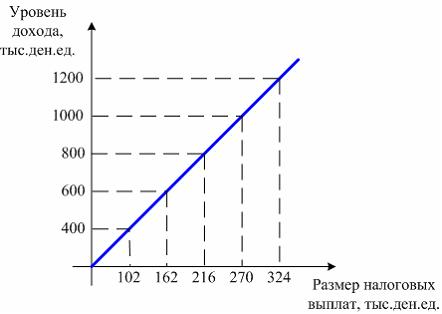 Уровень
дохода,
тыс.ден.ед.
1200
1000
800
600
400
102 162 216 270 324
Размер налоговых
выплат, тыс.ден.ед.